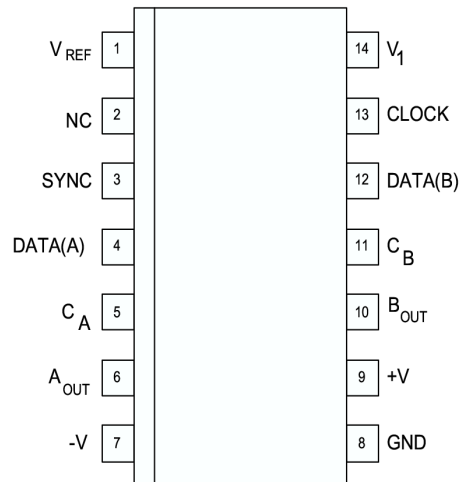 V REF 1 14 V1
NC 2 13 CLOCK
SYNC 3 12 DATA(B)
DATA(A) 4 11 C B
C A 5 10 B OUT
A OUT 6 9 +V
-V 7 8 GND